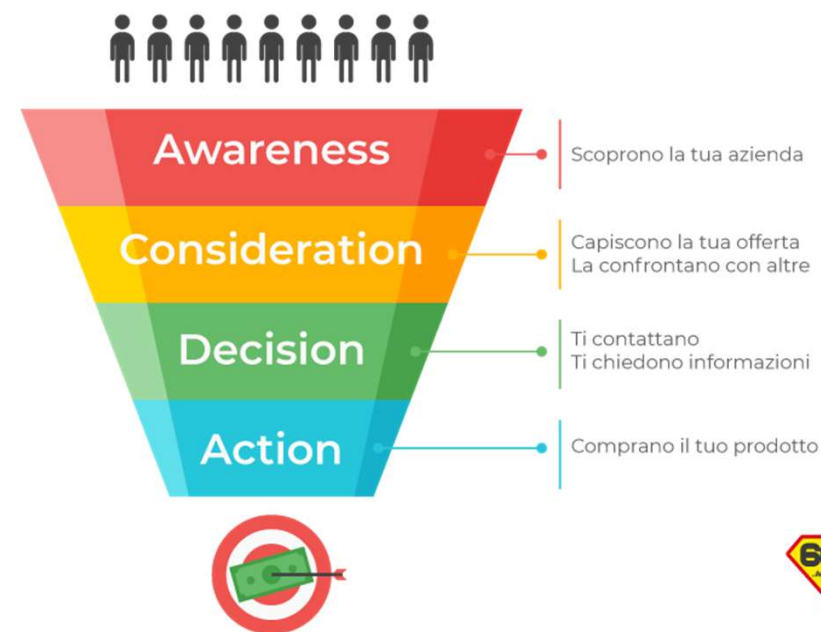 Awareness
Scoprono la tua azienda
Consideration
Capiscono la tua offerta
La confrontano con altre
Decision
Ti contattano
Ti chiedono informazioni
Action
Comprano il tuo prodotto